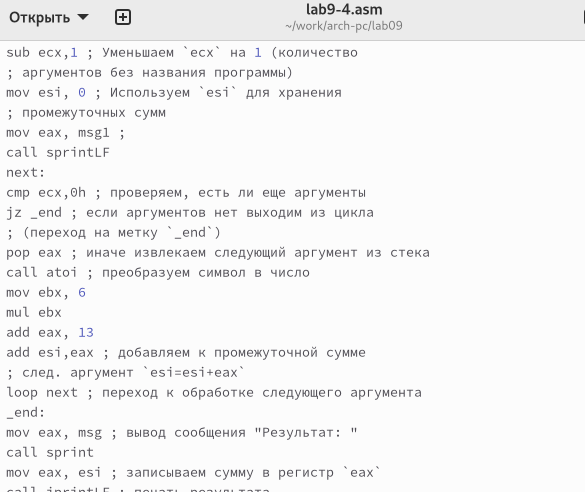 Открыть
lab9-4.asm
~/work/arch-pc/lab09
sub ecx,1 ; Уменьшаем `ecx` на 1 (количество
; аргументов без названия программы)
mov esi, 0 ; Используем `esi` для хранения
; промежуточных сумм
mov eax, msg1 ;
call sprintLF
next:
cmp ecx,0h ; проверяем, есть ли еще аргументы
jz _end ; если аргументов нет выходим из цикла
; (переход на метку `_end`)
pop eax ; иначе извлекаем следующий аргумент из стека
call atoi ; преобразуем символ в число
mov ebx, 6
mul ebx
add eax, 13
add esi,eax ; добавляем к промежуточной сумме
; след. аргумент `esi=esi+eax`
loop next ; переход к обработке следующего аргумента
_end:
mov eax, msg ; вывод сообщения "Результат: "
call sprint
mov eax, esi ; записываем сумму в регистр `eax`
call iprintLF ; печать результата